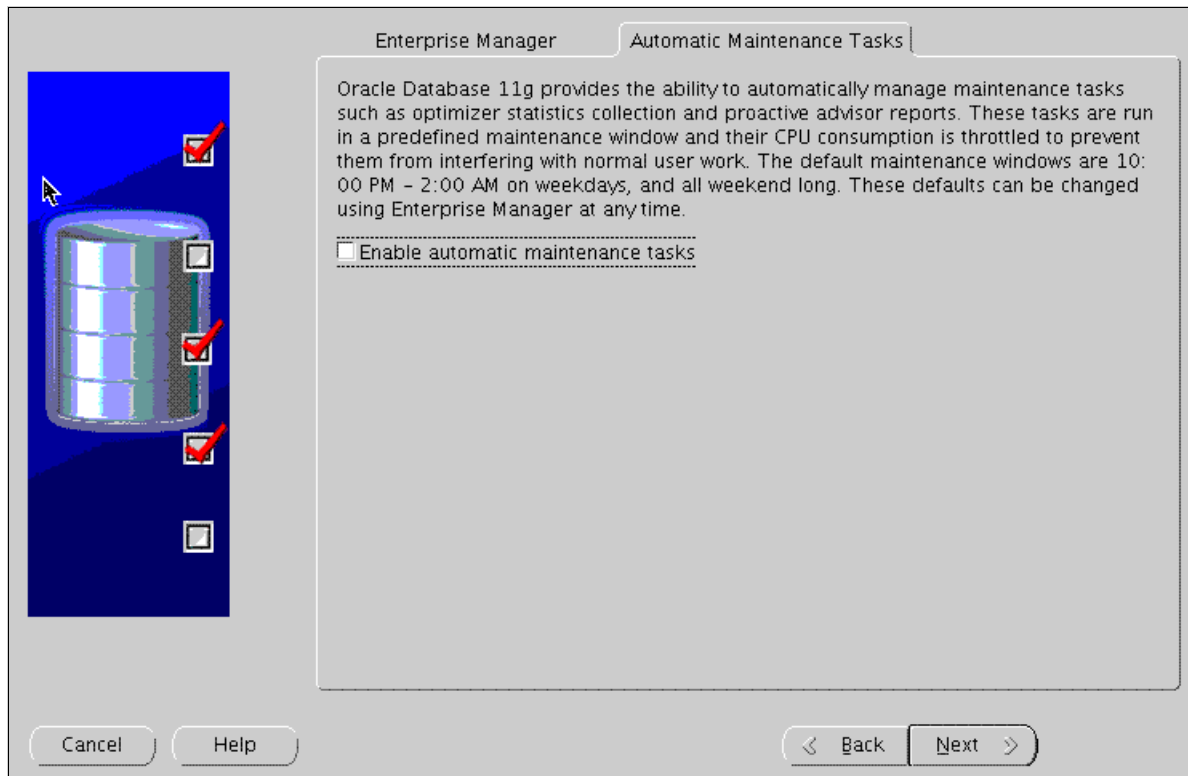 Enterprise Manager
Automatic Maintenance Tasks
Oracle Database 11g provides the ability to automatically manage maintenance tasks
such as optimizer statistics collection and proactive advisor reports. These tasks are run
in a predefined maintenance window and their CPU consumption is throttled to prevent
them from interfering with normal user work. The default maintenance windows are 10:
00 PM – 2:00 AM on weekdays, and all weekend long. These defaults can be changed
using Enterprise Manager at any time.
Enable automatic maintenance tasks
Cancel
Help
Back
Next